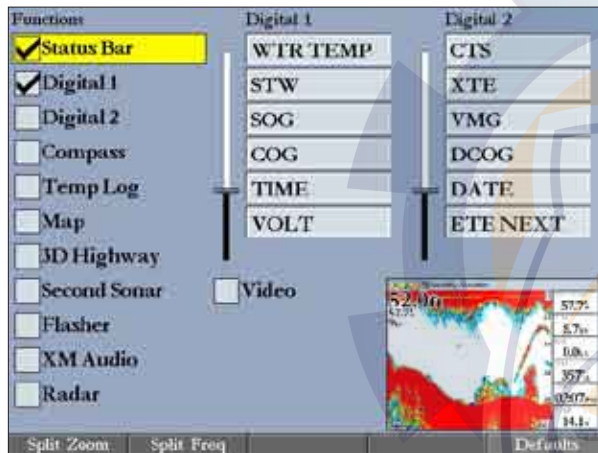 Functions
Status Bar
Digital 1
Digital 2
Compass
Temp Log
Map
3D Highway
Second Sonar
Flasher
XM Audio
Radar
Digital 1
WTR TEMP
STW
SOG
COG
TIME
VOLT
Video
Digital 2
CTS
XTE
VMG
DCOG
DATE
ETE NEXT
Split Zoom
Split Freq
Defaults